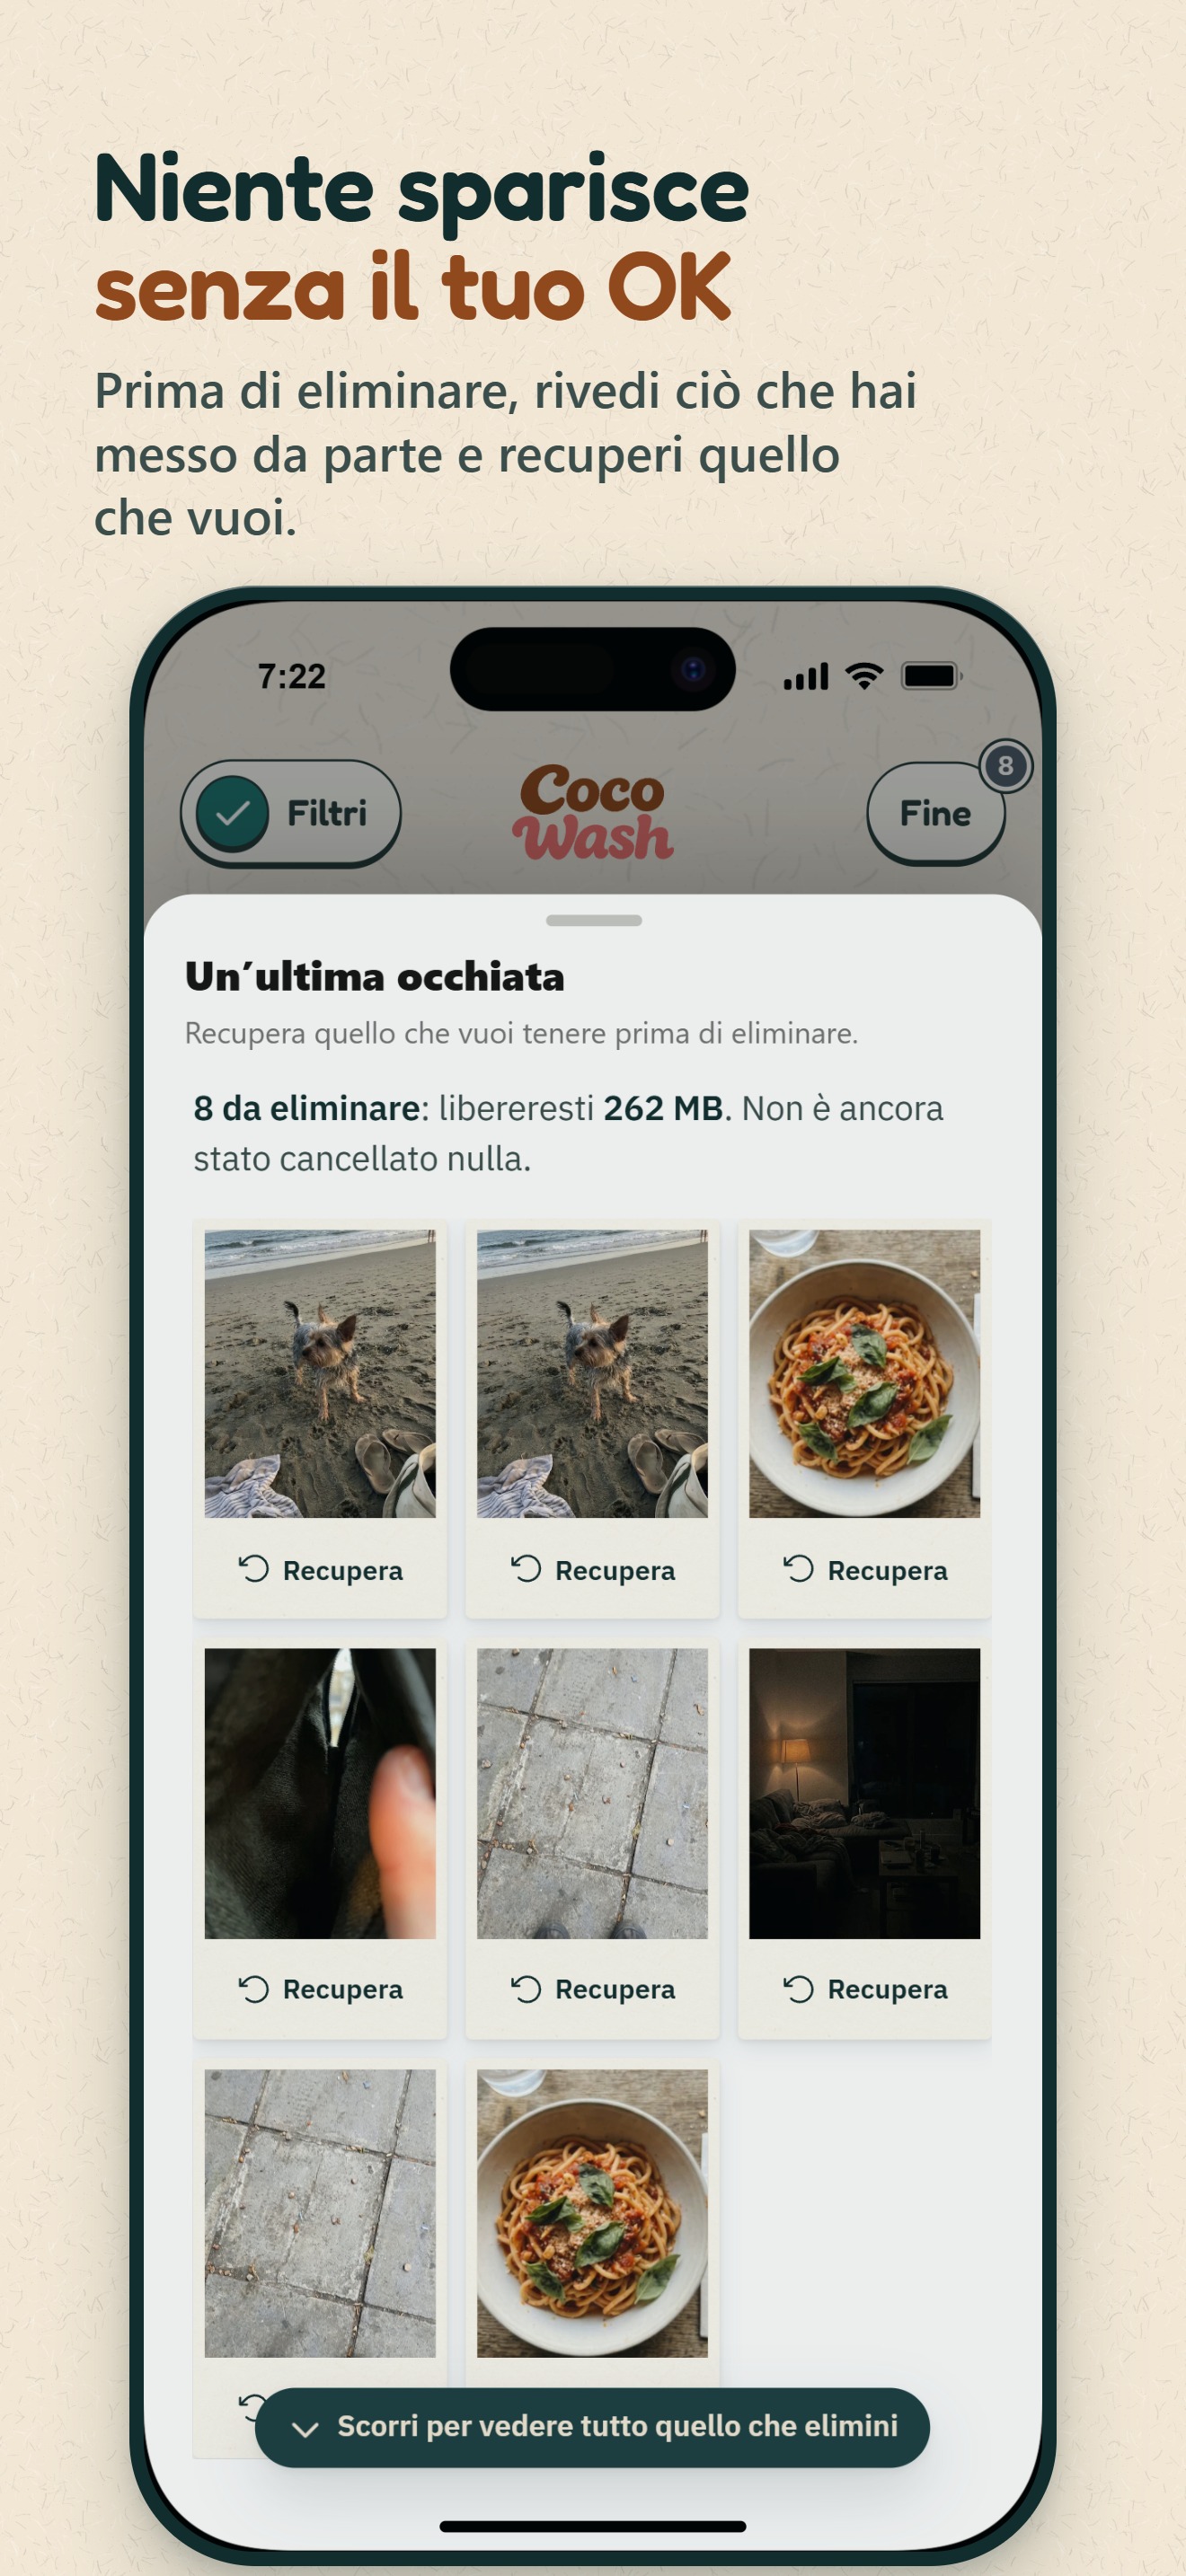 Niente sparisce
senza il tuo OK
Prima di eliminare, rivedi ciò che hai
messo da parte e recuperi quello
che vuoi.
7:22
Filtri
Coco
Wash
Fine
8
Un´ultima occhiata
Recupera quello che vuoi tenere prima di eliminare.
8 da eliminare: libereresti 262 MB. Non è ancora
stato cancellato nulla.
Recupera
Recupera
Recupera
Recupera
Recupera
Recupera
Scorri per vedere tutto quello che elimini